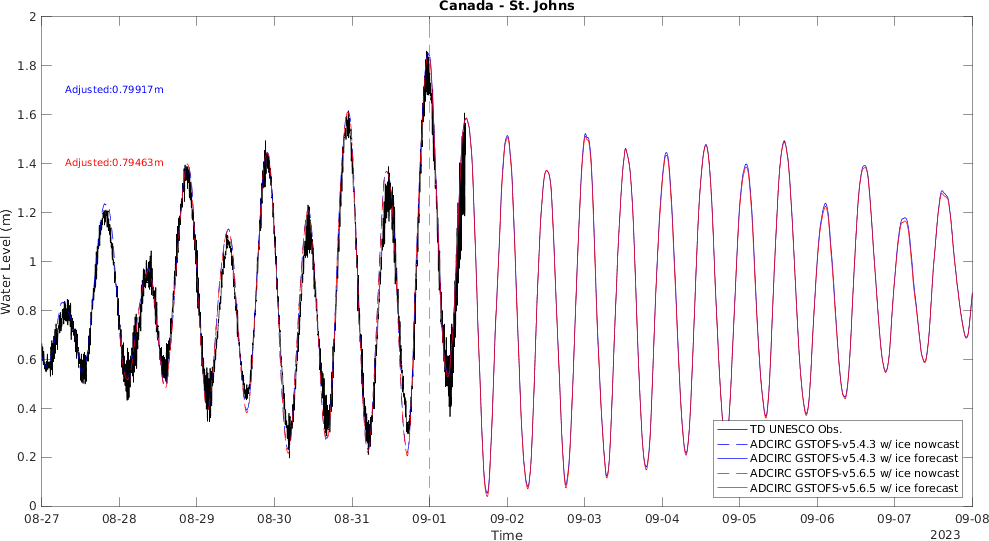 Canada - St. Johns
2
1.8
1.6
1.4
1.2
1
0.8
0.6
0.4
0.2
0
Water Level (m)
Adjusted:0.79917m
Adjusted:0.79463m
TD UNESCO Obs.
ADCIRC GSTOFS-v5.4.3 w/ ice nowcast
ADCIRC GSTOFS-v5.4.3 w/ ice forecast
ADCIRC GSTOFS-v5.6.5 w/ ice nowcast
ADCIRC GSTOFS-v5.6.5 w/ ice forecast
08-27 08-28 08-29 08-30 08-31 09-01 09-02 09-03 09-04 09-05 09-06 09-07 09-08
Time
2023